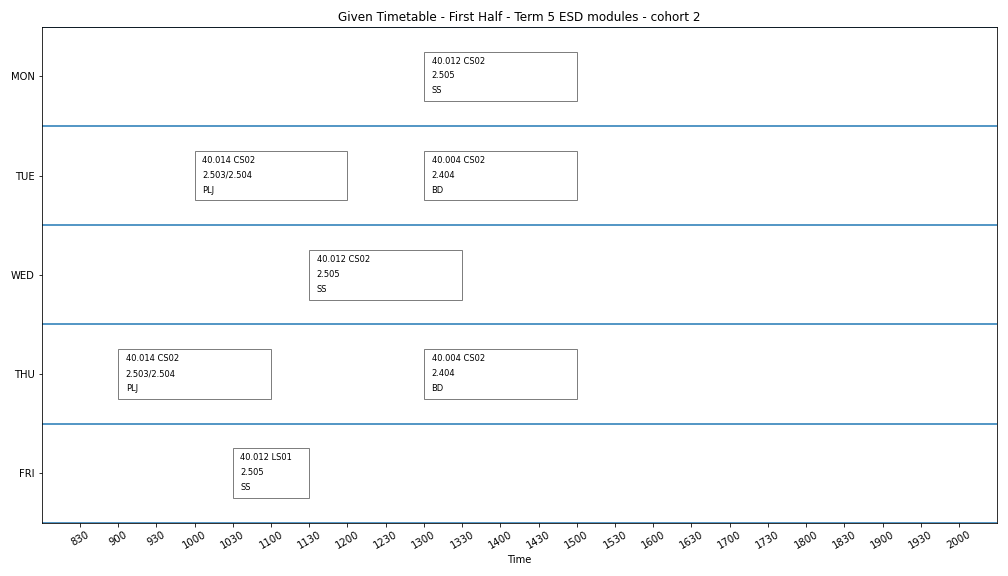 Given Timetable - First Half - Term 5 ESD modules - cohort 2
MON
40.012 CS02
2.505
SS
TUE
40.014 CS02
2.503/2.504
PLJ
40.004 CS02
2.404
BD
WED
40.012 CS02
2.505
SS
THU
40.014 CS02
2.503/2.504
PLJ
40.004 CS02
2.404
BD
FRI
40.012 LS01
2.505
SS
830 900 930 1000 1030 1100 1130 1200 1230 1300 1330 1400 1430 1500 1530 1600 1630 1700 1730 1800 1830 1900 1930 2000
Time